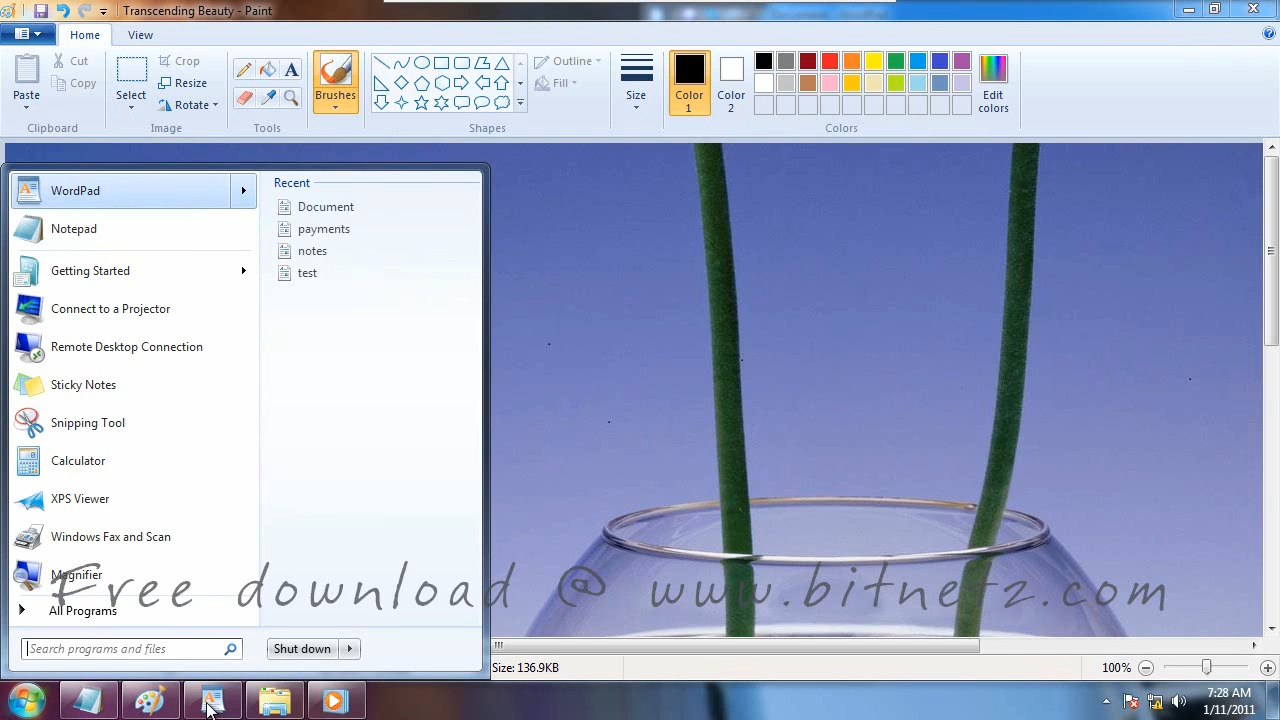 Transcending Beauty - Paint
Home View
Paste
Cut
Copy
Clipboard
Select
Crop
Resize
Rotate
Image
A
Tools
Brushes
Shapes
Outline
Fill
Size
Color 1
Color 2
Edit colors
Colors
WordPad
Notepad
Getting Started
Connect to a Projector
Remote Desktop Connection
Sticky Notes
Snipping Tool
Calculator
XPS Viewer
Windows Fax and Scan
Magnifier
All Programs
Search programs and files
Shut down
Recent
Document
payments
notes
test
Free download @ www.bitnetz.com
Size: 136.9KB
100%
7:28 AM
1/11/2011